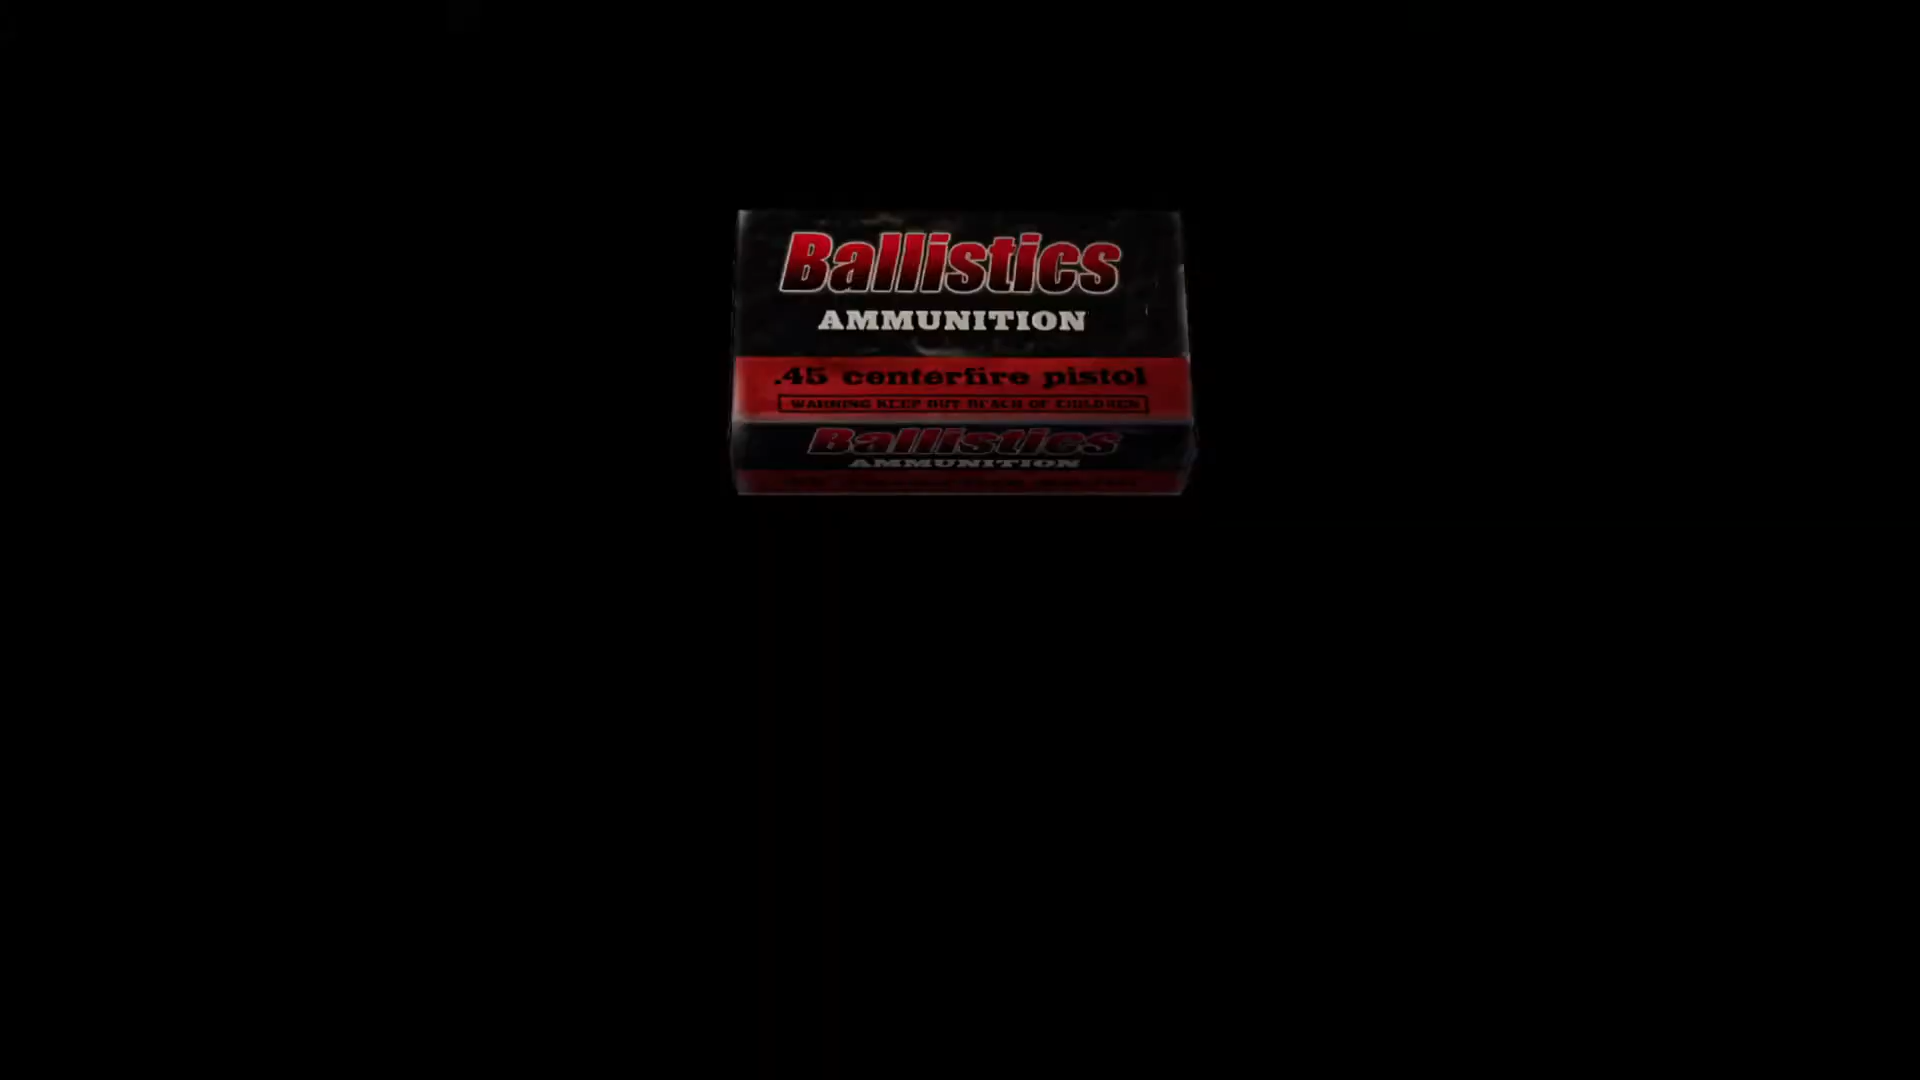 Ballistics
AMMUNITION
.45 centerfire pistol
WARNING KEEP OUT REACH OF CHILDREN
Ballistics
AMMUNITION